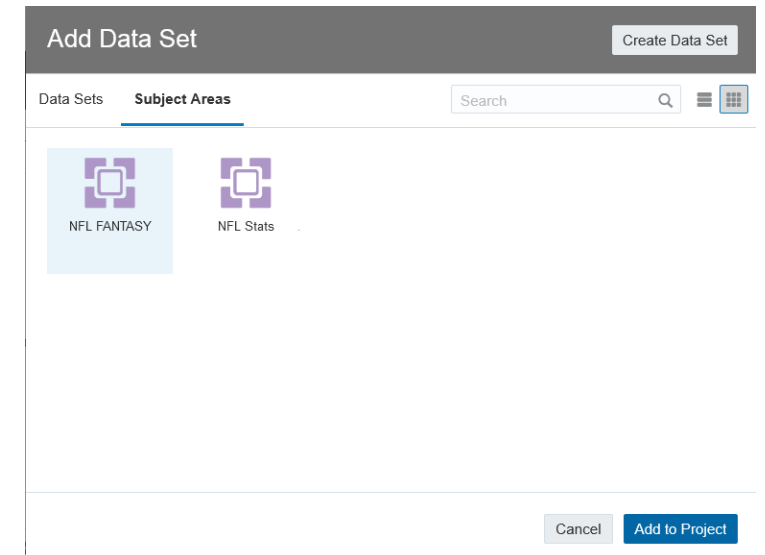 Add Data Set
Create Data Set
Data Sets Subject Areas
Search
NFL FANTASY NFL Stats
Cancel Add to Project